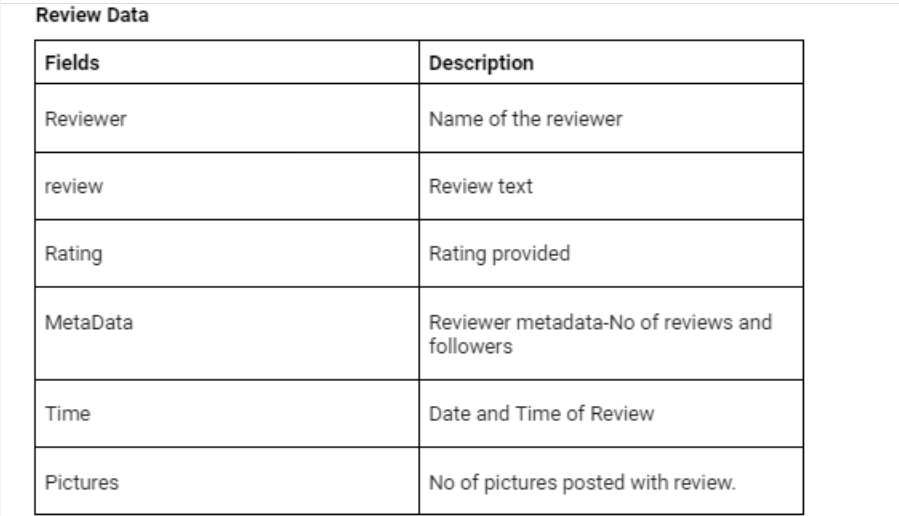 Review Data
Fields Description
Reviewer Name of the reviewer
review Review text
Rating Rating provided
MetaData Reviewer metadata-No of reviews and
followers
Time Date and Time of Review
Pictures No of pictures posted with review.